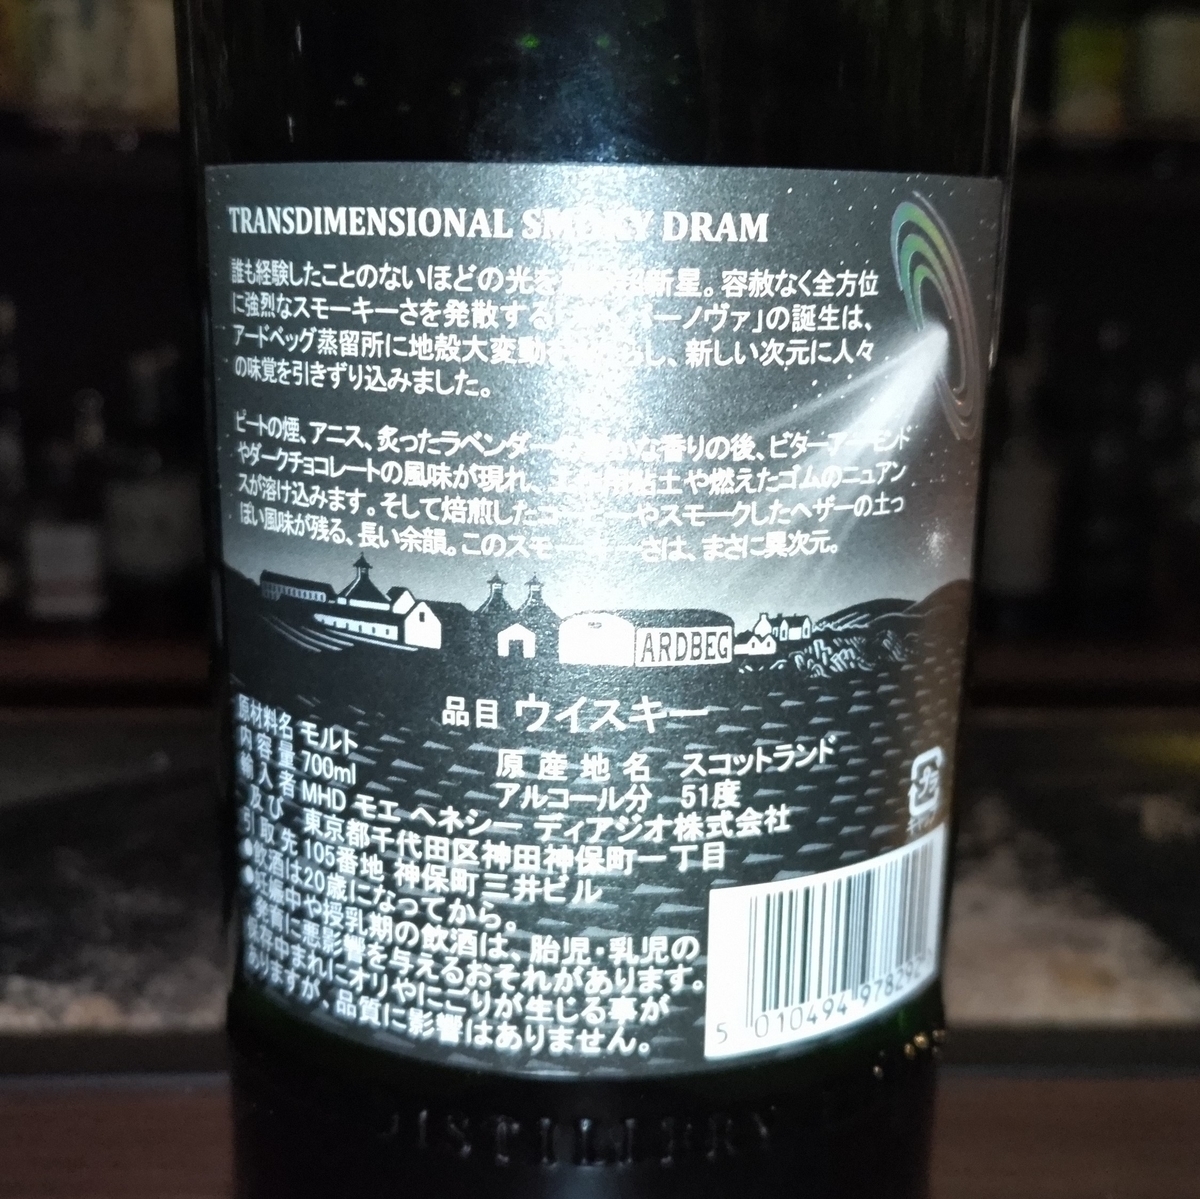 TRANSDIMENSIONAL SMOKY DRAM
誰も経験したことのないほどの光を 新星。容赦なく全方位
に強烈なスモーキーさを発散する ーノヴァ」の誕生は、
アードベッグ蒸留所に地殻大変動を し、新しい次元に人々
の味覚を引きずり込みました。
ピートの煙、アニス、炙ったラベンダー かな香りの後、ビターアーモンド
やダークチョコレートの風味が現れ、 粘土や燃えたゴムのニュアン
スが溶け込みます。そして焙煎したコーヒーやスモークしたヘザーの土っ
ぽい風味が残る、長い余韻。このスモーキーさは、まさに異次元。
ARDBEG
品目 ウイスキー
原材料名 モルト 原産地名 スコットランド
内容量 700ml アルコール分 51度
輸入者 MHD モエ ヘネシー ディアジオ株式会社
及び 東京都千代田区神田神保町一丁目
引取先 105番地 神保町三井ビル
●飲酒は20歳になってから。
●妊娠中や授乳期の飲酒は、胎児・乳児の
発育に悪影響を与えるおそれがあります。
保存中まれにオリやにごりが生じる事が
ありますが、品質に影響はありません。
キャップ
5 010494 97829
DISTILLERY